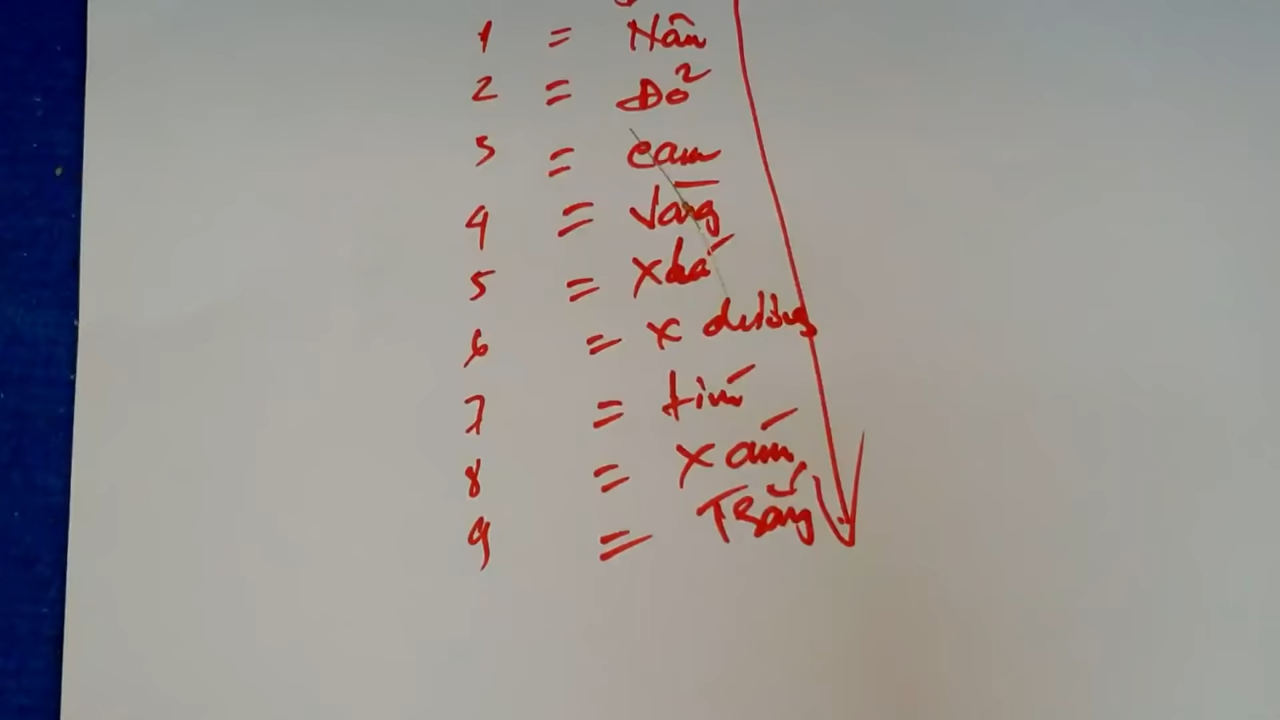 1 = Nâu
2 = Đỏ
3 = cam
4 = Vàng
5 = Xlá
6 = X dương
7 = tím
8 = Xám
9 = Trắng